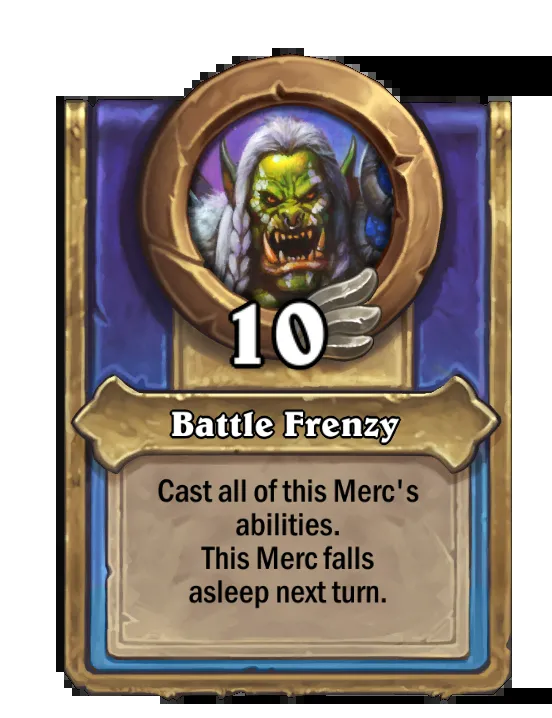 10
Battle Frenzy
Cast all of this Merc's
abilities.
This Merc falls
asleep next turn.